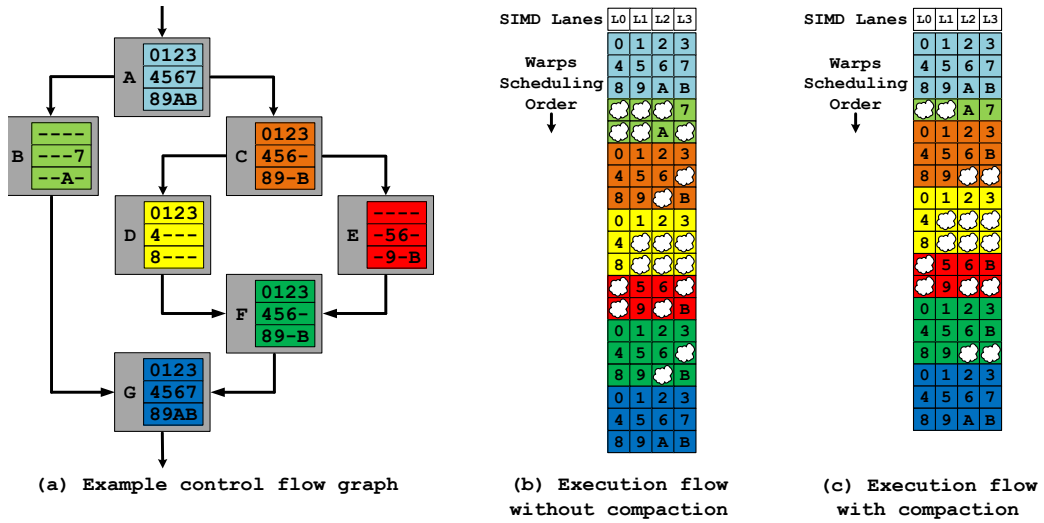 A
0123
4567
89AB
B
----
---7
--A-
C
0123
456-
89-B
D
0123
4---
8---
E
----
-56-
-9-B
F
0123
456-
89-B
G
0123
4567
89AB
(a) Example control flow graph
SIMD Lanes L0 L1 L2 L3
Warps
Scheduling
Order
0 1 2 3
4 5 6 7
8 9 A B
7
A
0 1 2 3
4 5 6
8 9 B
0 1 2 3
4
8
5 6
9 B
0 1 2 3
4 5 6
8 9 B
0 1 2 3
4 5 6 7
8 9 A B
(b) Execution flow
without compaction
SIMD Lanes L0 L1 L2 L3
Warps
Scheduling
Order
0 1 2 3
4 5 6 7
8 9 A B
A 7
0 1 2 3
4 5 6 B
8 9
0 1 2 3
4
8
5 6 B
9
0 1 2 3
4 5 6 B
8 9
0 1 2 3
4 5 6 7
8 9 A B
(c) Execution flow
with compaction